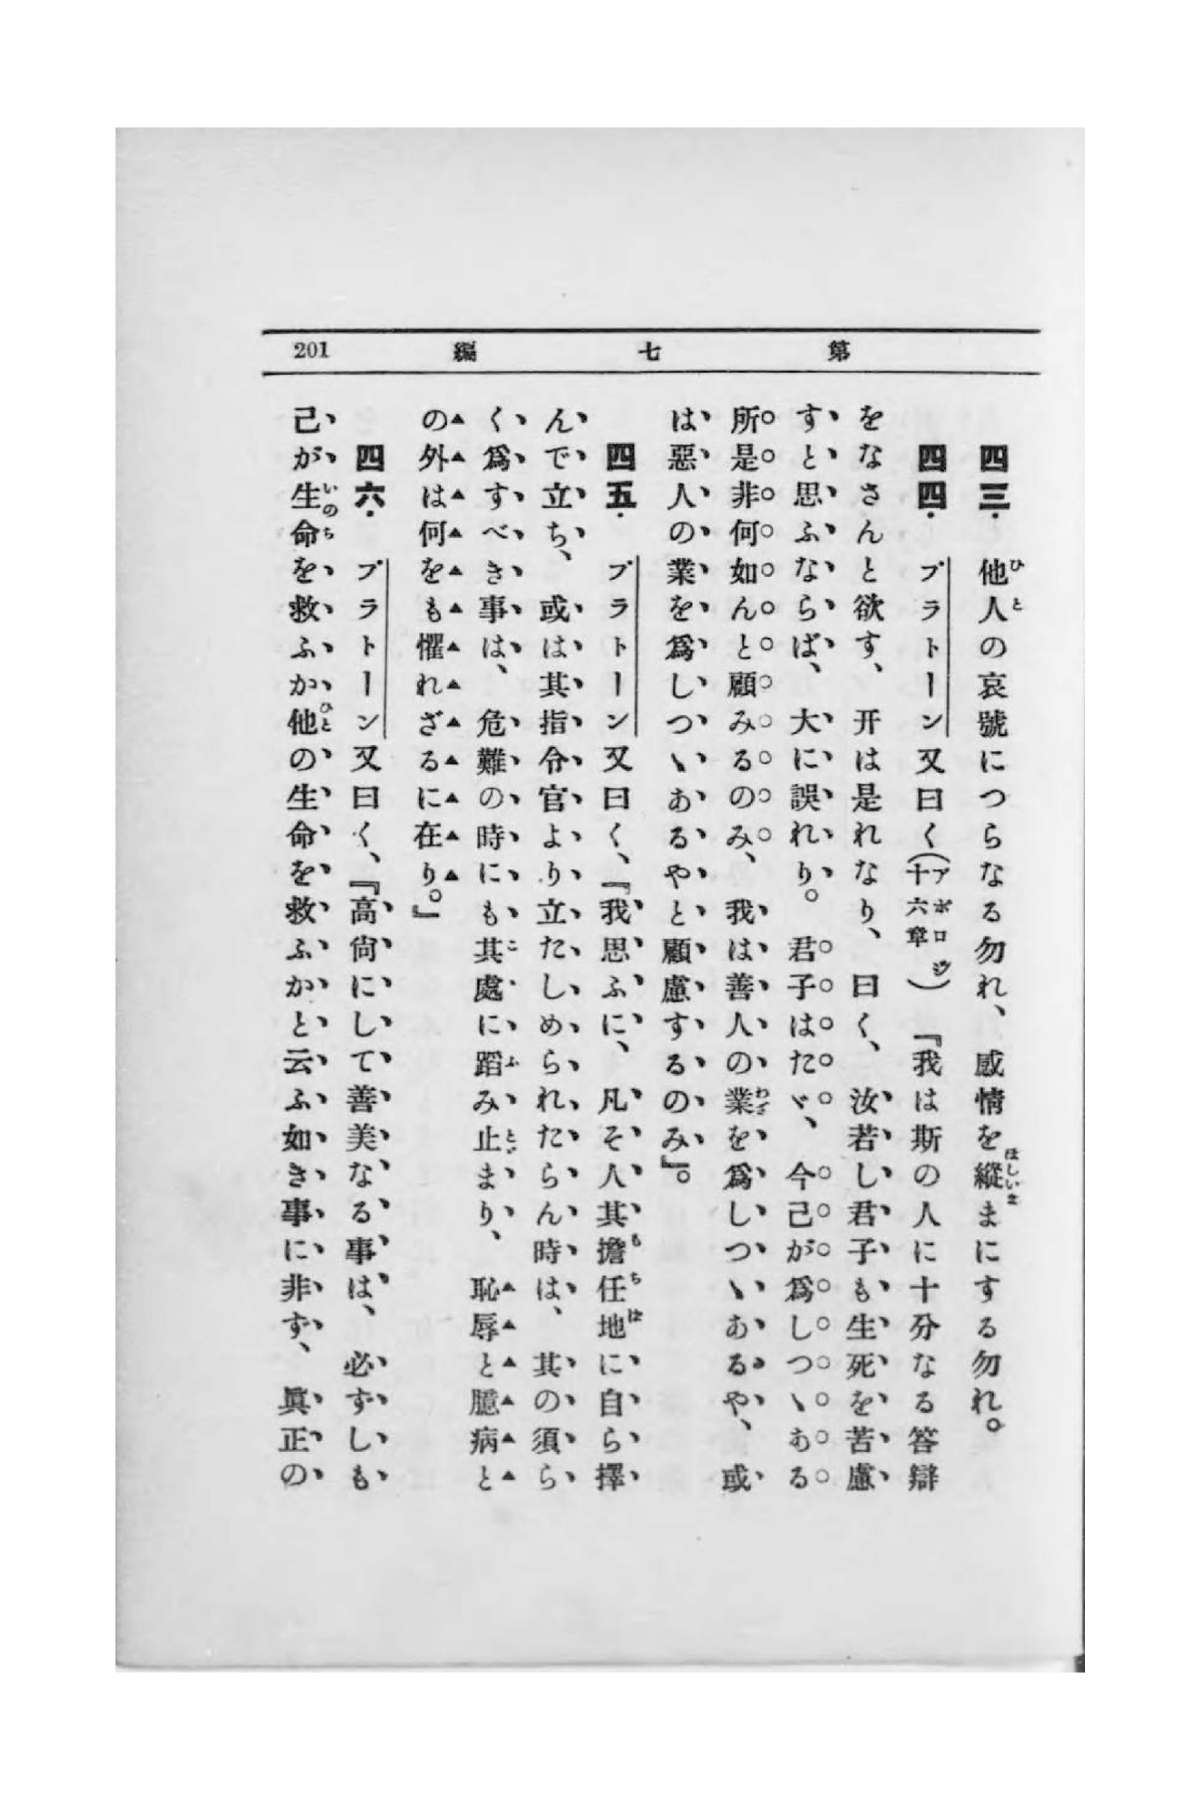 第七編 201
四三・ 他人の哀號につらなる勿れ、感情を縱まにする勿れ。
四四・ プラトーン又曰く(アポロジ十六章)『我は斯の人に十分なる答辯
をなさんと欲す、开は是れなり、曰く、汝若し君子も生死を苦慮
すと思ふならば、大に誤れり。君子はたゞ、今己が爲しつゝある
所是非何如んと顧みるのみ、我は善人の業を爲しつゝあるや、或
は惡人の業を爲しつゝあるやと顧慮するのみ』。
四五・ プラトーン又曰く、『我思ふに、凡そ人其擔任地に自ら擇
んで立ち、或は其指令官より立たしめられたらん時は、其の須ら
く爲すべき事は、危難の時にも其處に蹈み止まり、恥辱と臆病と
の外は何をも懼れざるに在り。』
四六・ プラトーン又曰く、『高尙にして善美なる事は、必ずしも
己が生命を救ふか他の生命を救ふかと云ふ如き事に非ず、眞正の